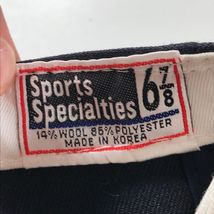 Sports
Specialties
6 7/8
14% WOOL 86% POLYESTER
MADE IN KOREA